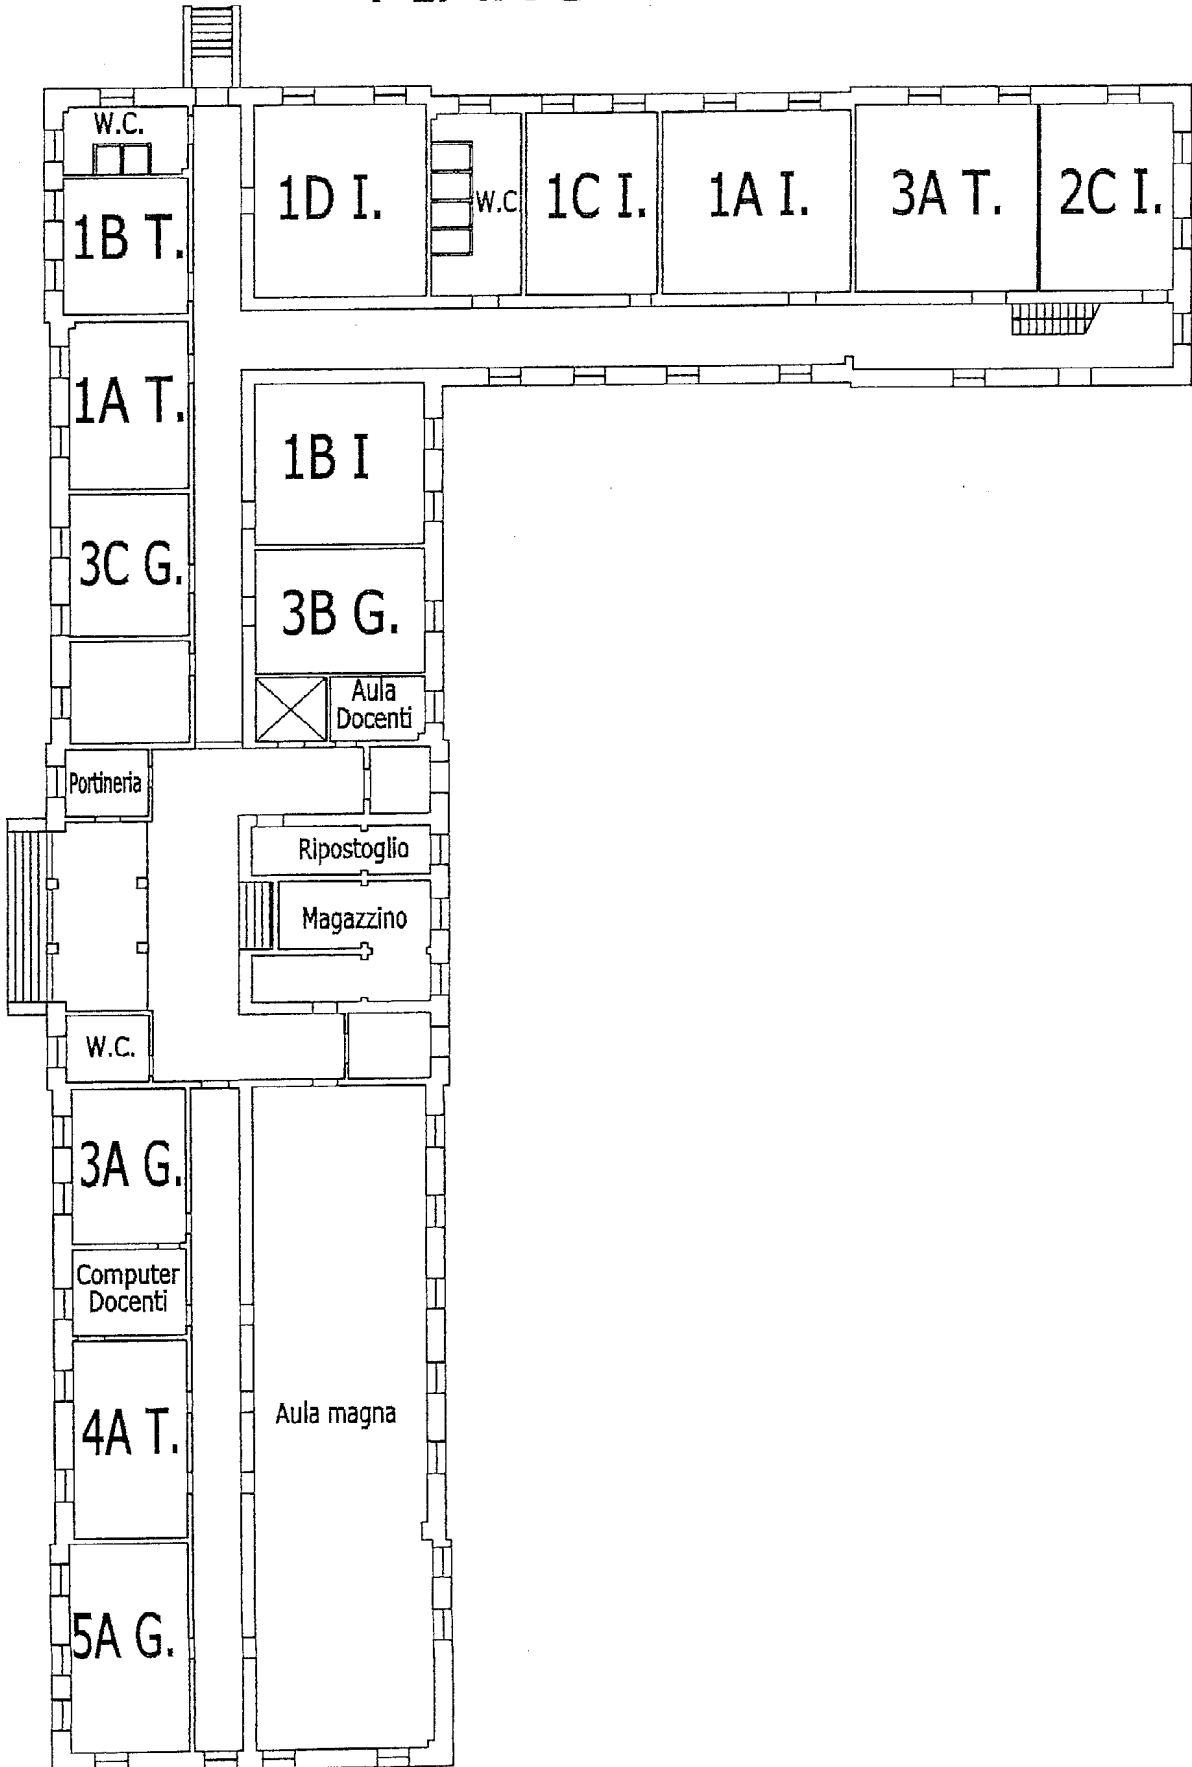 W.C.
1B T.
1D I.
W.C
1C I.
1A I.
3A T.
2C I.
1A T.
1B I
3C G.
3B G.
Aula
Docenti
Portineria
Ripostoglio
Magazzino
W.C.
3A G.
Computer
Docenti
4A T.
Aula magna
5A G.